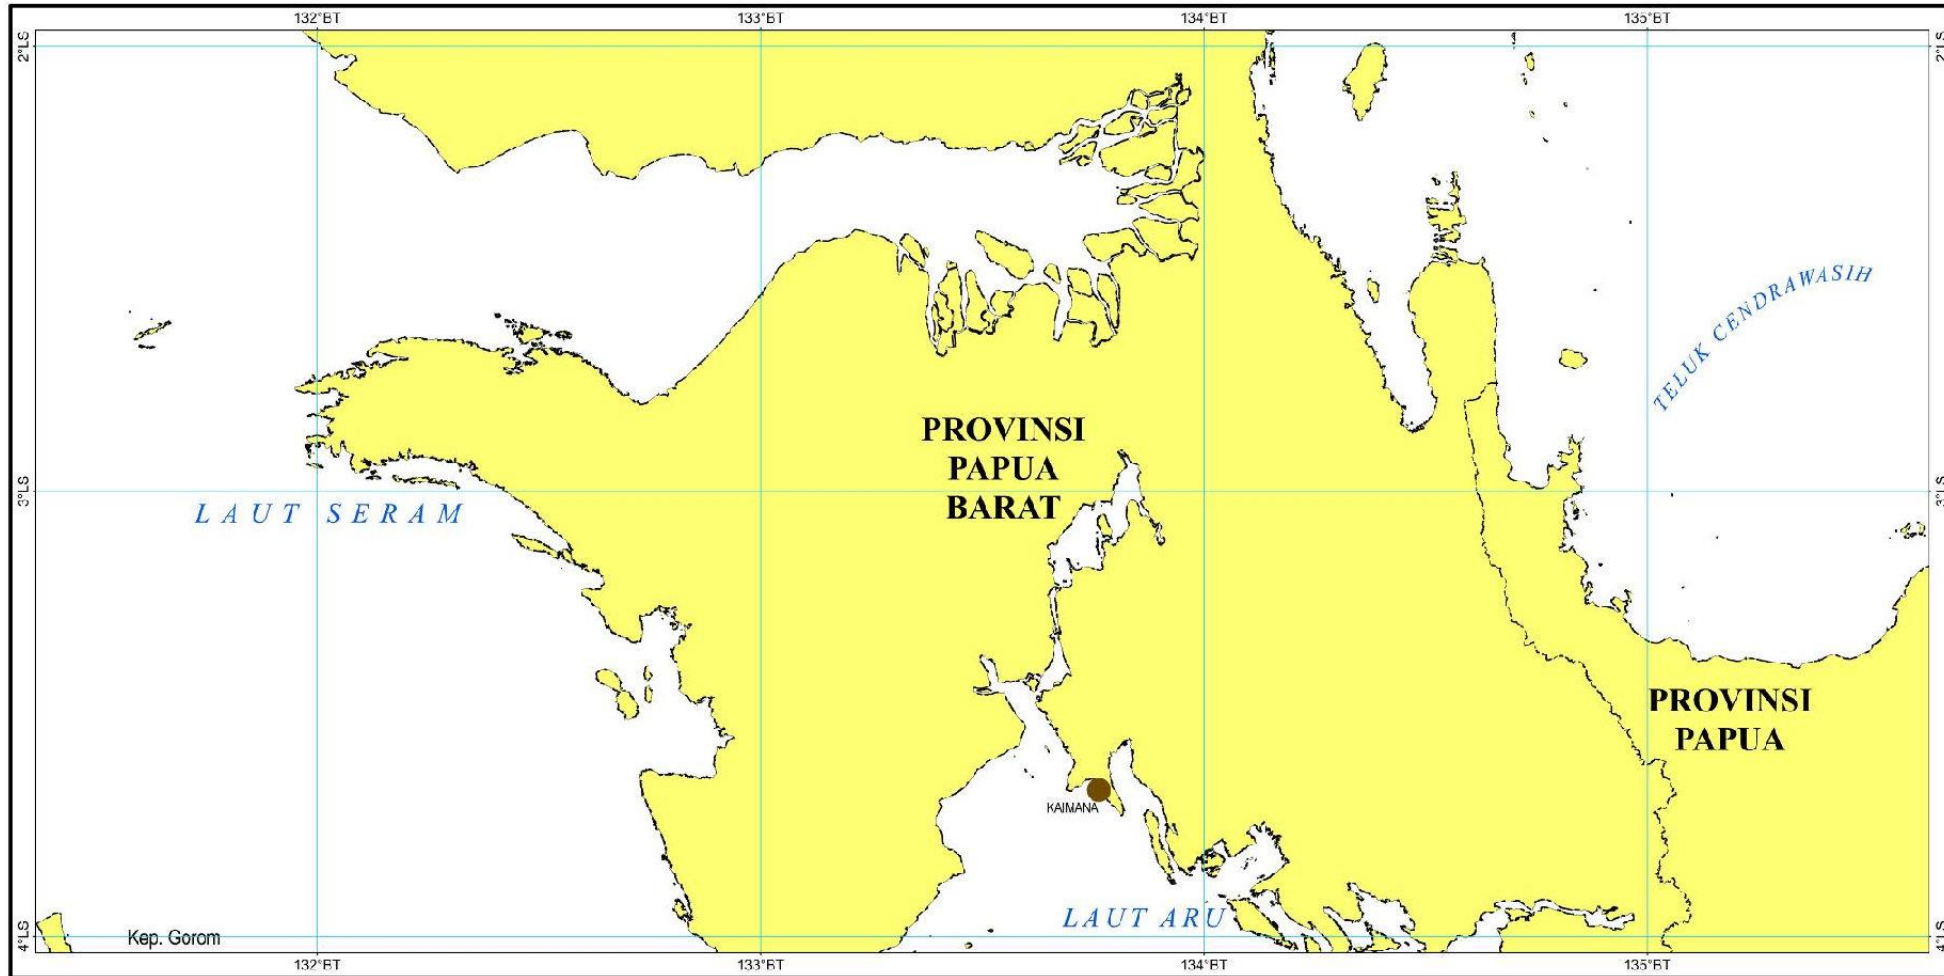 132°BT 133°BT 134°BT 135°BT
2°LS 2°LS
TELUK CENDRAWASIH
PROVINSI
PAPUA
BARAT
3°LS 3°LS
LAUT SERAM
PROVINSI
PAPUA
KAIMANA
LAUT ARU
Kep. Gorom
4°LS 4°LS
132°BT 133°BT 134°BT 135°BT